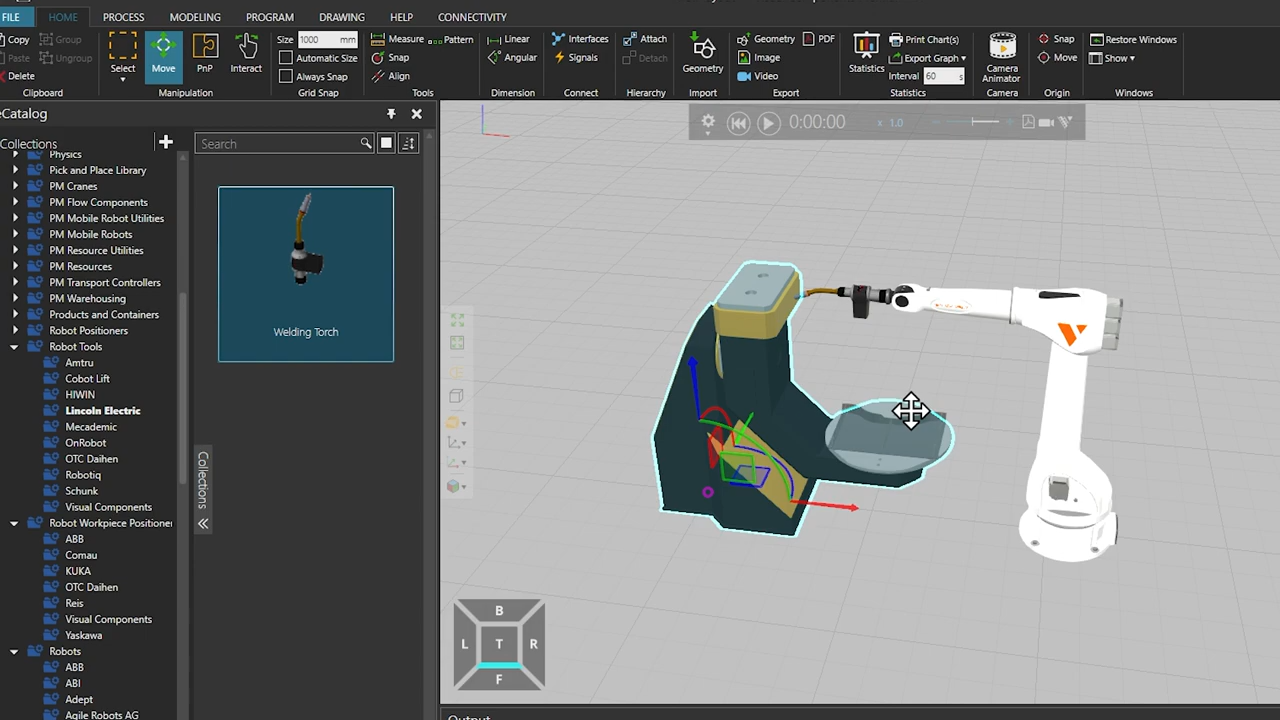 FILE HOME PROCESS MODELING PROGRAM DRAWING HELP CONNECTIVITY
Copy Group
Paste Ungroup
Delete
Clipboard
Select Move PnP Interact
Manipulation
Size 1000 mm
Automatic Size
Always Snap
Grid Snap
Measure Pattern
Snap
Align
Tools
Linear
Angular
Dimension
Interfaces
Signals
Connect
Attach
Detach
Hierarchy
Geometry
Import
Geometry PDF
Image
Video
Export
Statistics
Print Chart(s)
Export Graph
Interval 60 s
Statistics
Camera
Animator
Camera
Snap
Move
Origin
Restore Windows
Show
Windows
eCatalog
Collections
Search
Physics
Pick and Place Library
PM Cranes
PM Flow Components
PM Mobile Robot Utilities
PM Mobile Robots
PM Resource Utilities
PM Resources
PM Transport Controllers
PM Warehousing
Products and Containers
Robot Positioners
Robot Tools
Amtru
Cobot Lift
HIWIN
Lincoln Electric
Mecademic
OnRobot
OTC Daihen
Robotiq
Schunk
Visual Components
Robot Workpiece Positioner
ABB
Comau
KUKA
OTC Daihen
Reis
Visual Components
Yaskawa
Robots
ABB
ABI
Adept
Agile Robots AG
Collections
Welding Torch
0:00:00 x 1.0
B
L T R
F
Output